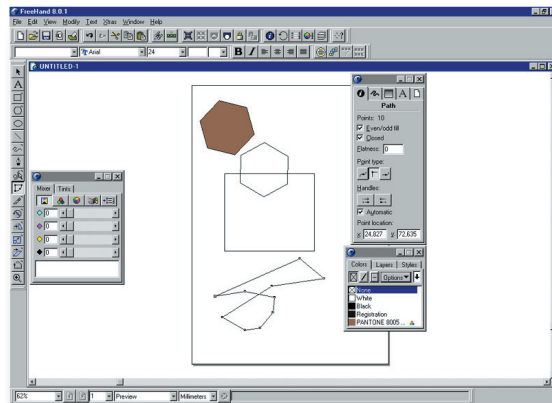 FreeHand 8.0.1
File Edit View Modify Text Xtras Window Help
Arial 24 B I
UNTITLED-1
Path
Points: 10
Even/odd fill
Closed
Flatness: 0
Point type:
Handles:
Automatic
Point location:
x: 24,827 y: 72,635
Mixer Tints
0
0
0
0
Colors Layers Styles
Options
None
White
Black
Registration
PANTONE 8005 ...
62% 1 Preview Millimeters